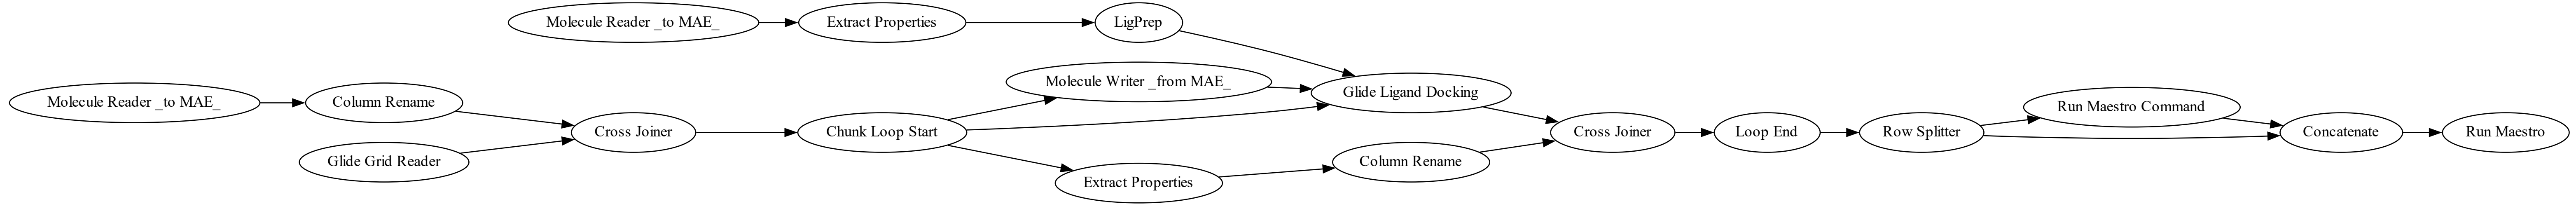 Molecule Reader _to MAE_
Extract Properties
LigPrep
Molecule Reader _to MAE_
Column Rename
Glide Grid Reader
Cross Joiner
Chunk Loop Start
Molecule Writer _from MAE_
Extract Properties
Glide Ligand Docking
Column Rename
Cross Joiner
Loop End
Row Splitter
Run Maestro Command
Concatenate
Run Maestro